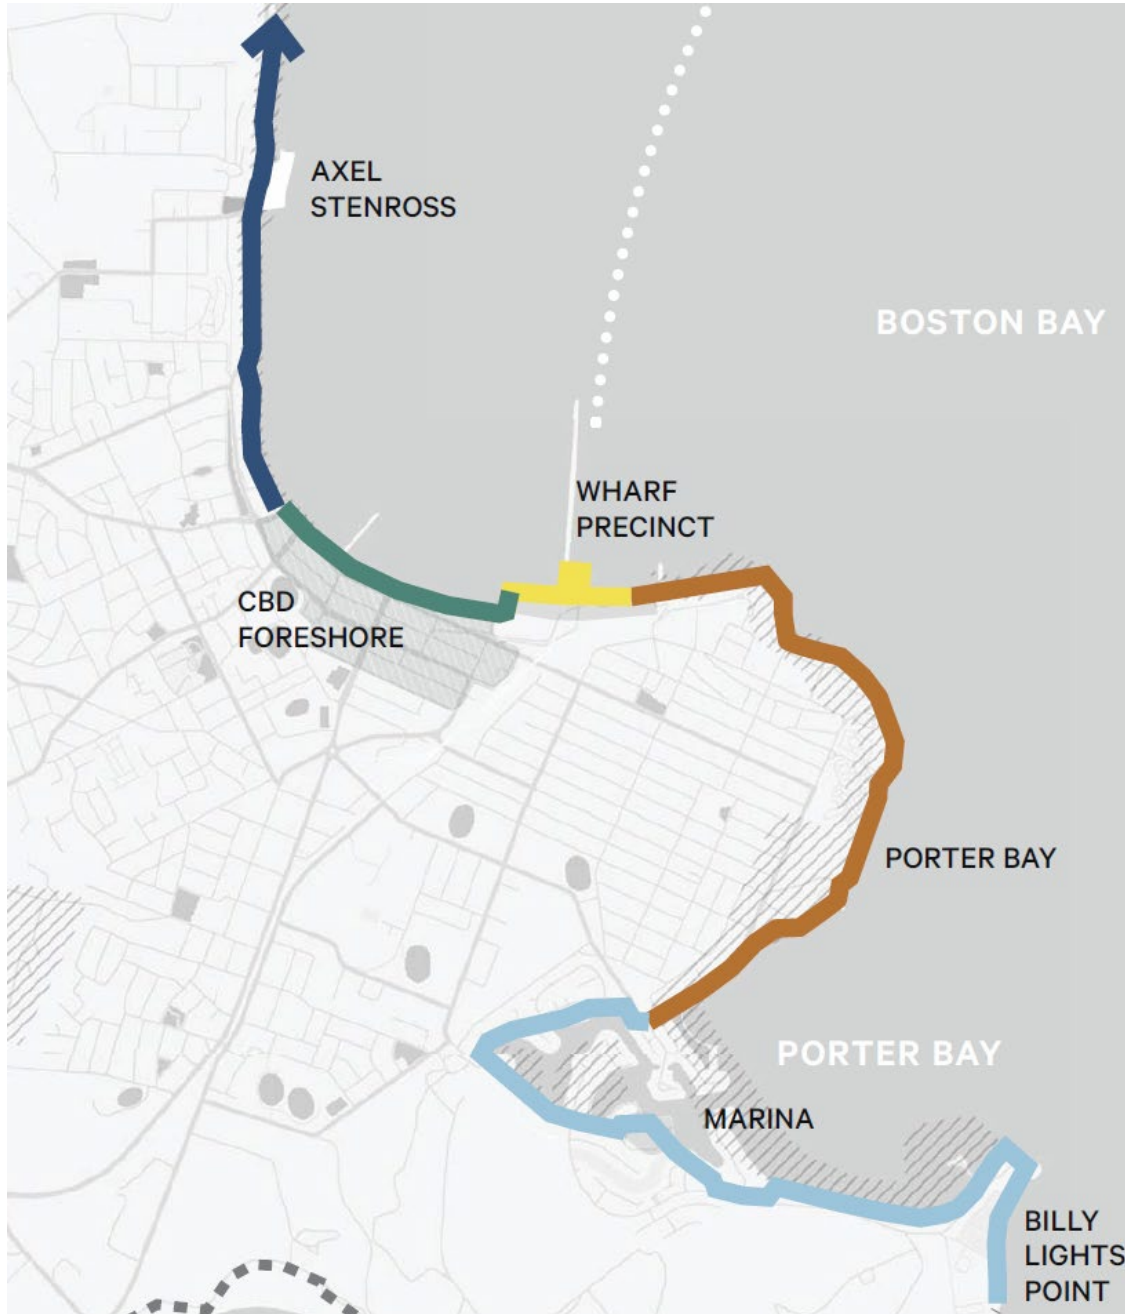 AXEL
STENROSS
BOSTON BAY
WHARF
PRECINCT
CBD
FORESHORE
PORTER BAY
PORTER BAY
MARINA
BILLY
LIGHTS
POINT